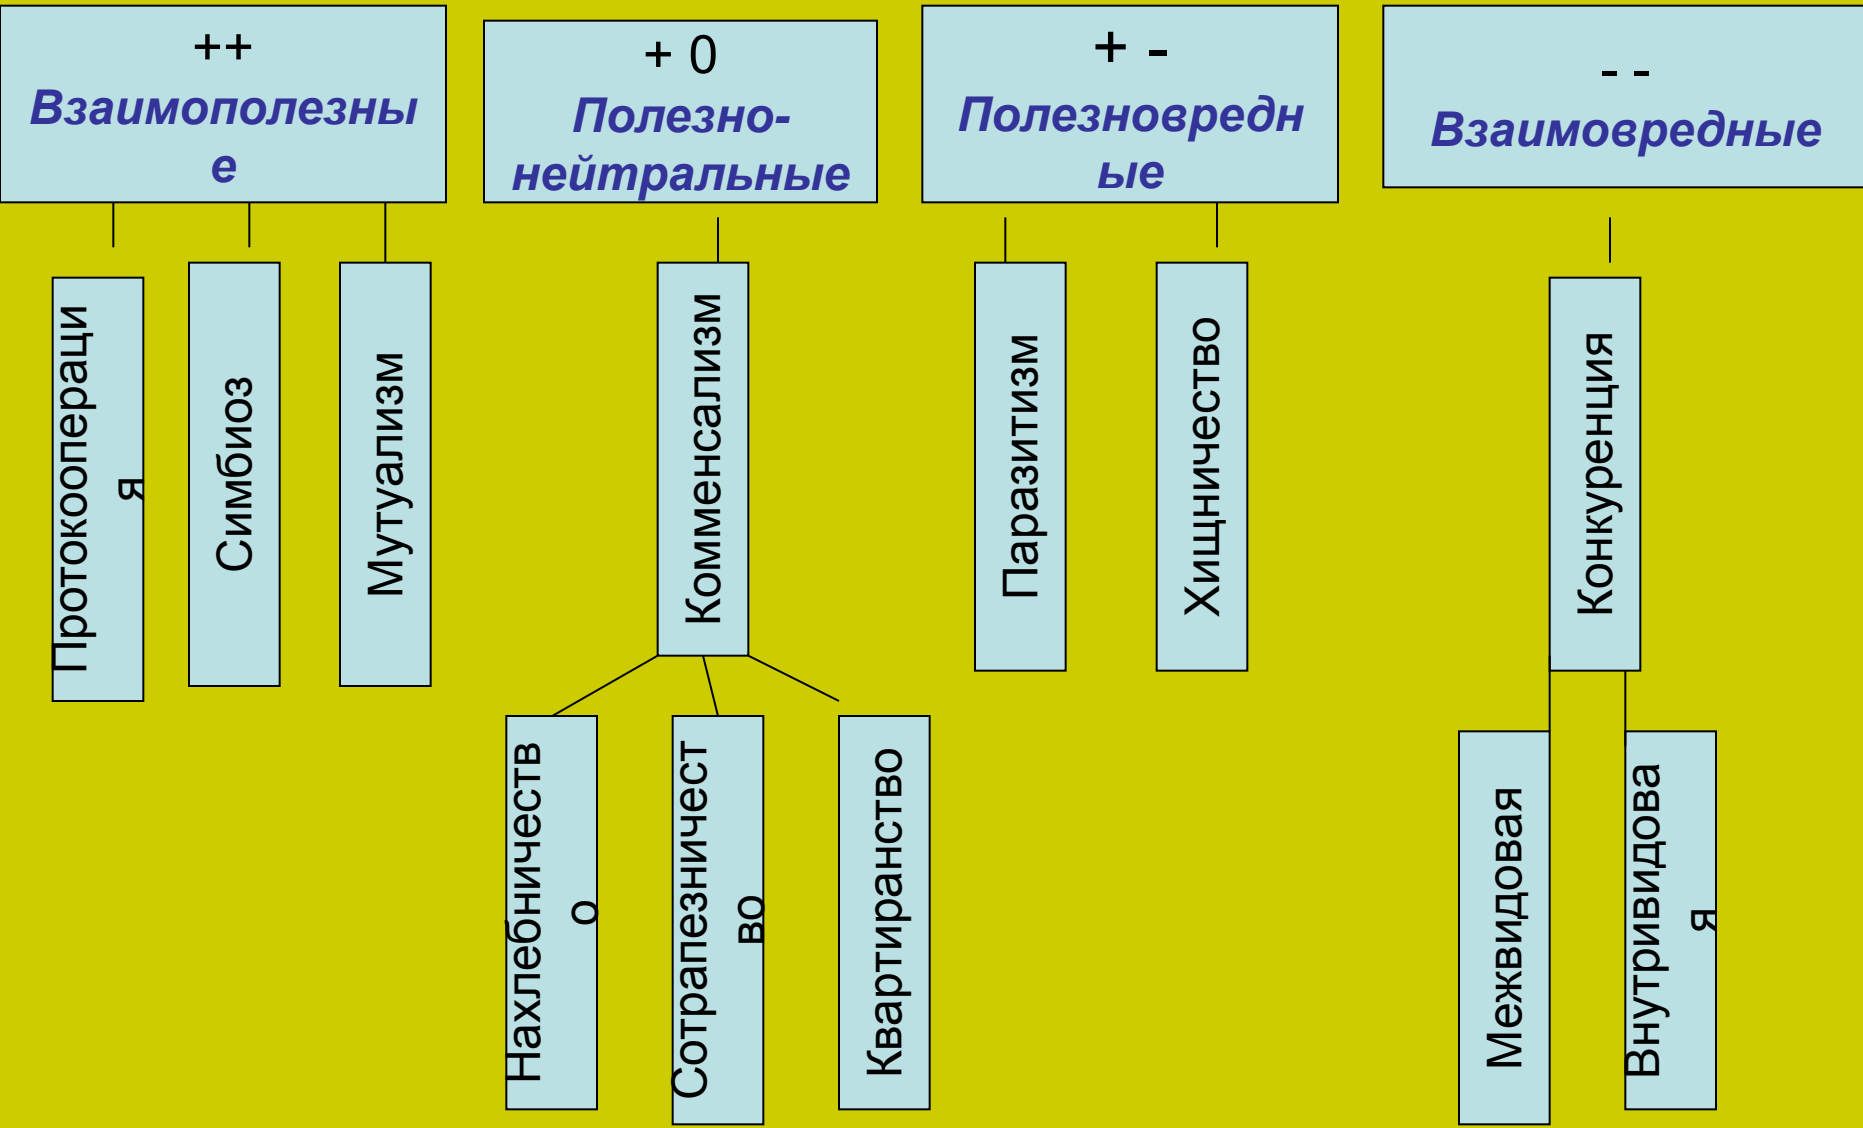 ++
Взаимополезны
е
+ 0
Полезно-
нейтральные
+ -
Полезновредн
ые
- -
Взаимовредные
Протокопераци
я
Симбиоз
Мутуализм
Комменсализм
Паразитизм
Хищничество
Конкуренция
Нахлебничеств
о
Сотрапезничест
во
Квартиранство
Межвидовая
Внутривидова
я